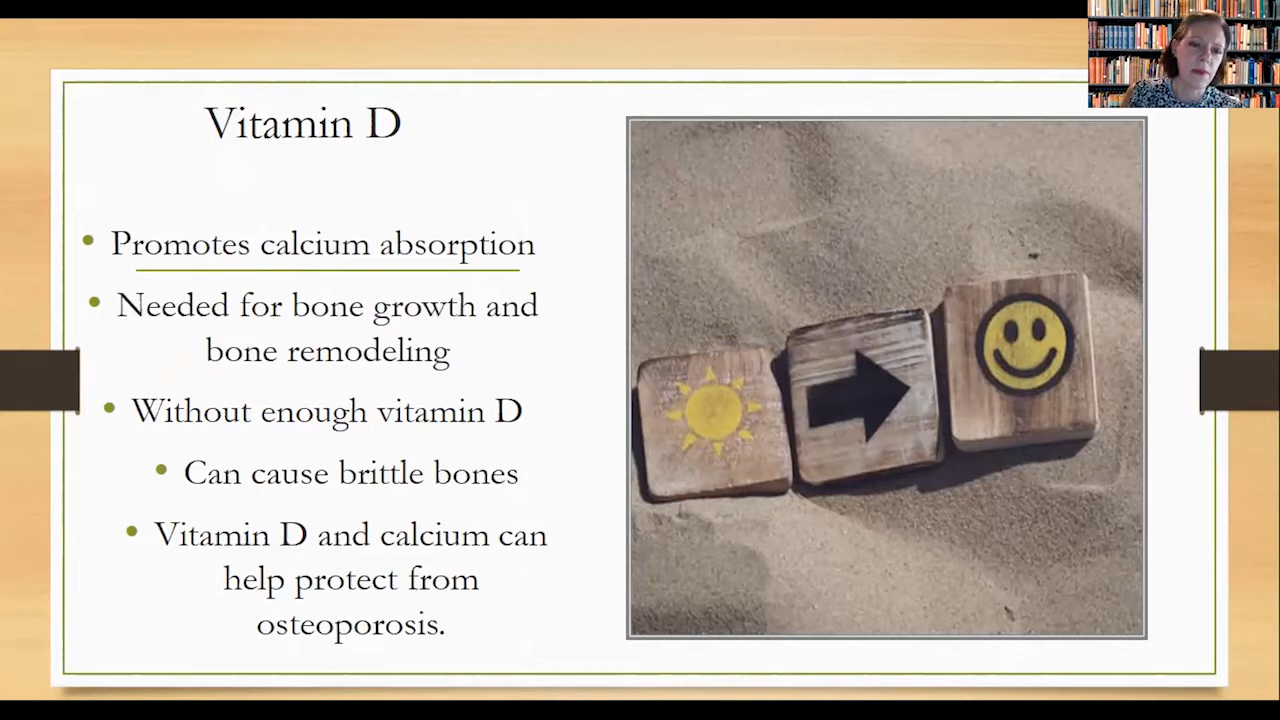 Vitamin D
Promotes calcium absorption
Needed for bone growth and
bone remodeling
Without enough vitamin D
Can cause brittle bones
Vitamin D and calcium can
help protect from
osteoporosis.